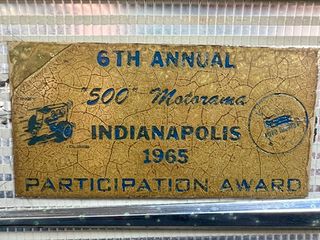 6TH ANNUAL
"500" Motorama
INDIANAPOLIS
1965
PARTICIPATION AWARD